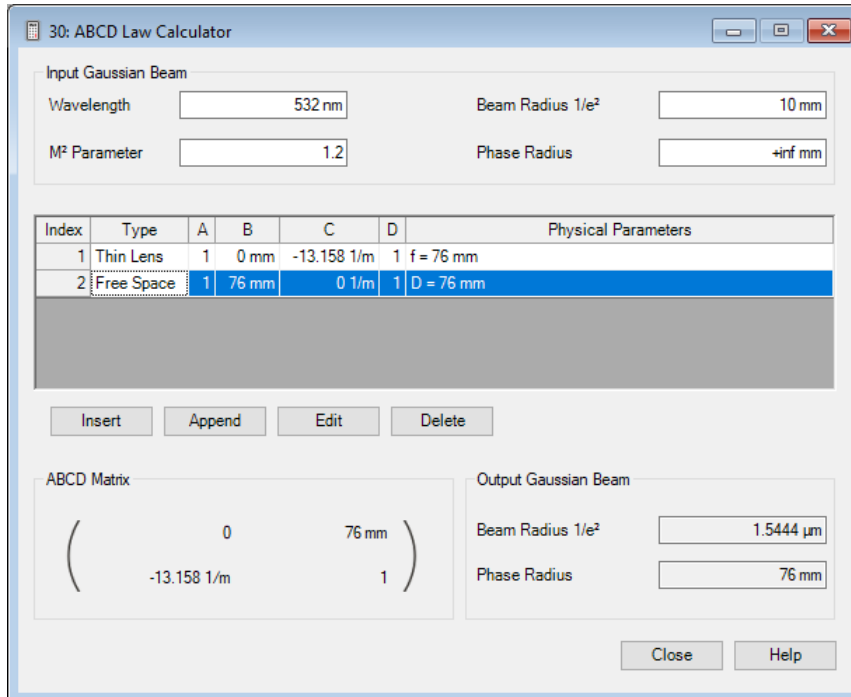 30: ABCD Law Calculator
Input Gaussian Beam
Wavelength 532 nm Beam Radius 1/e² 10 mm
M² Parameter 1.2 Phase Radius +inf mm
Index Type A B C D Physical Parameters
1 Thin Lens 1 0 mm -13.158 1/m 1 f = 76 mm
2 Free Space 1 76 mm 0 1/m 1 D = 76 mm
Insert Append Edit Delete
ABCD Matrix Output Gaussian Beam
0 76 mm Beam Radius 1/e² 1.5444 µm
-13.158 1/m 1 Phase Radius 76 mm
Close Help